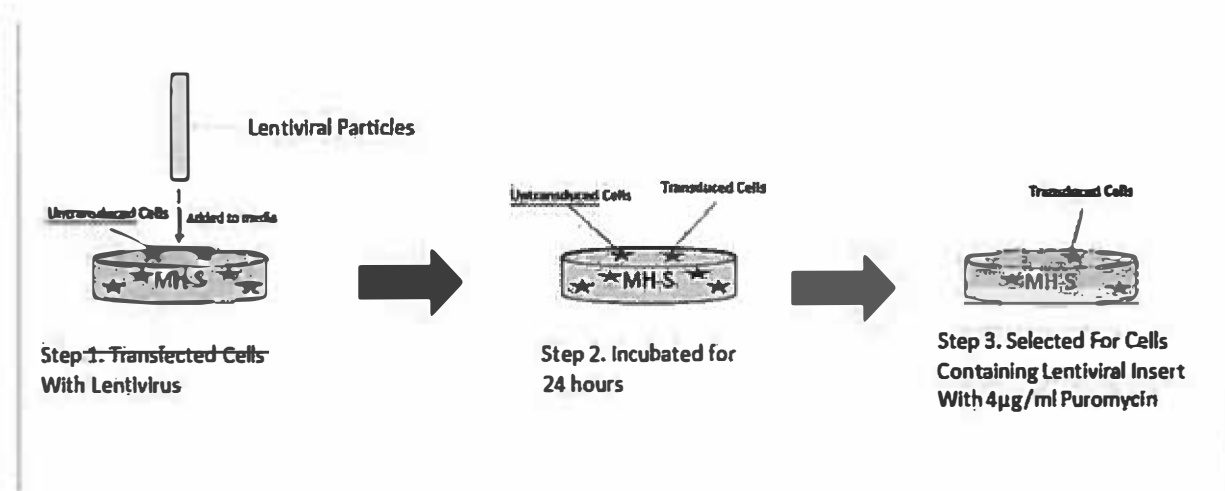 Lentiviral Particles
Untransduced Cells
Added to media
MH-S
Step 1. Transfected Cells
With Lentivirus
Untransduced Cells
Transduced Cells
MH-S
Step 2. Incubated for
24 hours
Transduced Cells
MH-S
Step 3. Selected For Cells
Containing Lentiviral Insert
With 4µg/ml Puromycin